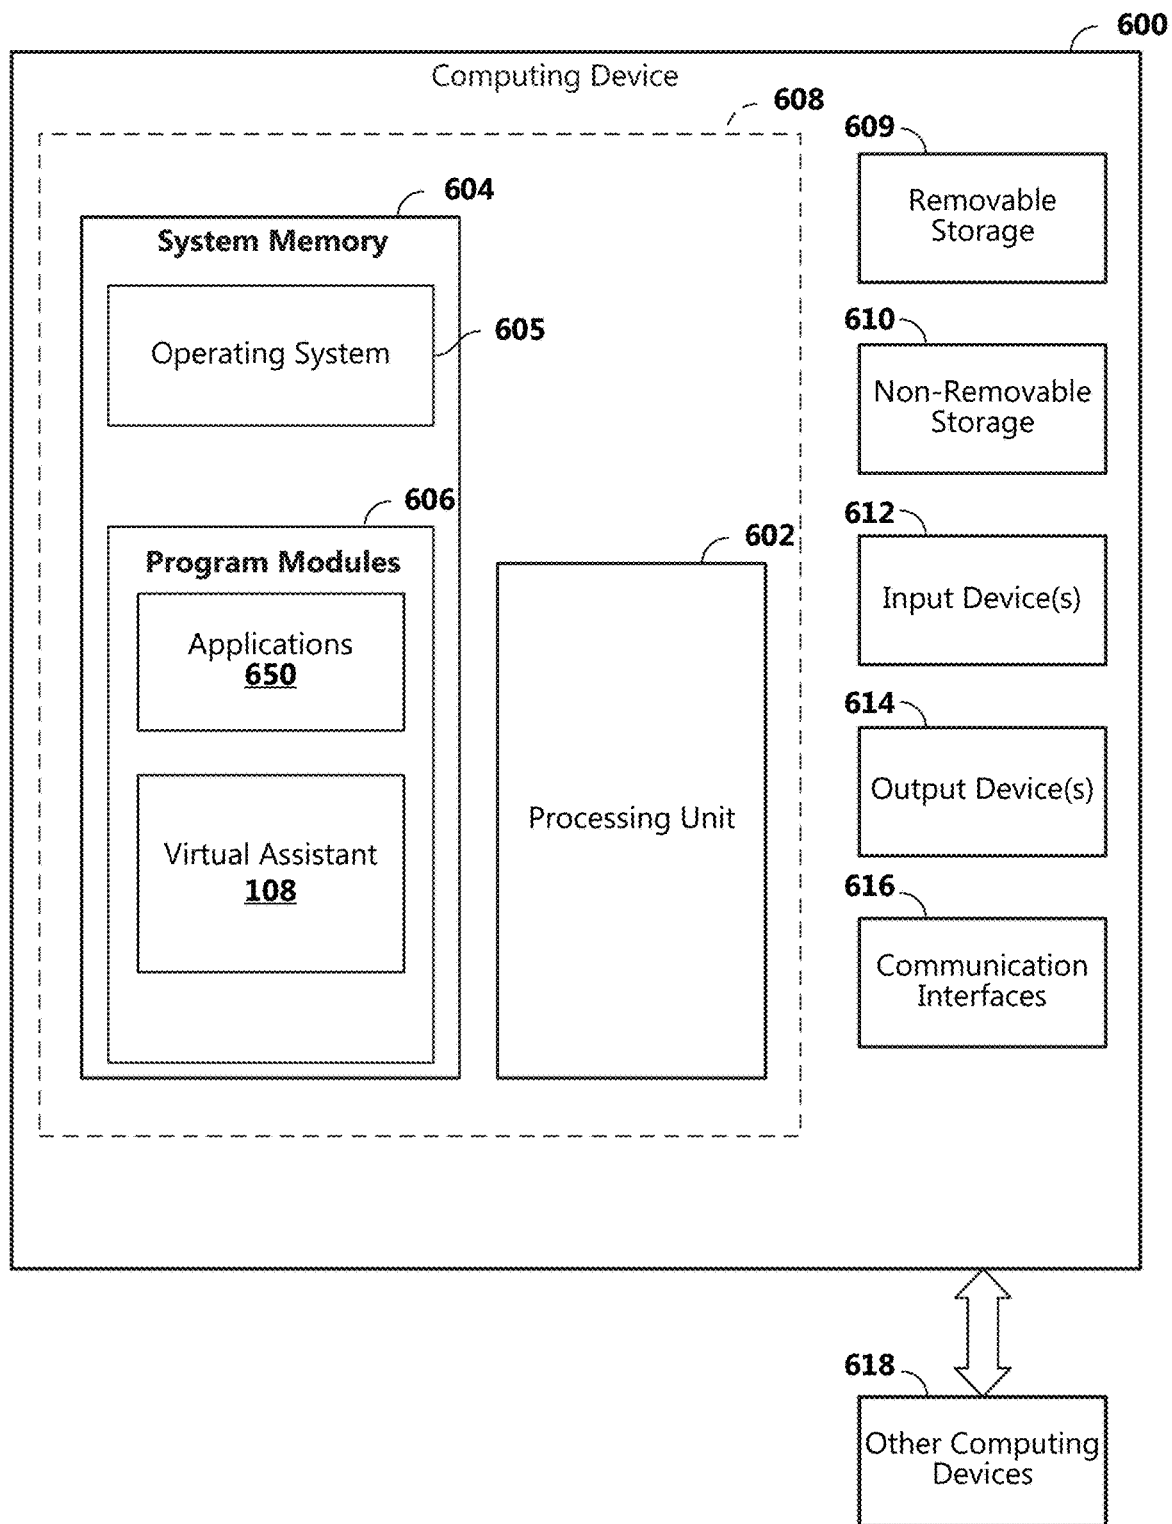 600
Computing Device
608
604
System Memory
Operating System
605
606
Program Modules
Applications
650
Virtual Assistant
108
602
Processing Unit
609
Removable
Storage
610
Non-Removable
Storage
612
Input Device(s)
614
Output Device(s)
616
Communication
Interfaces
618
Other Computing
Devices